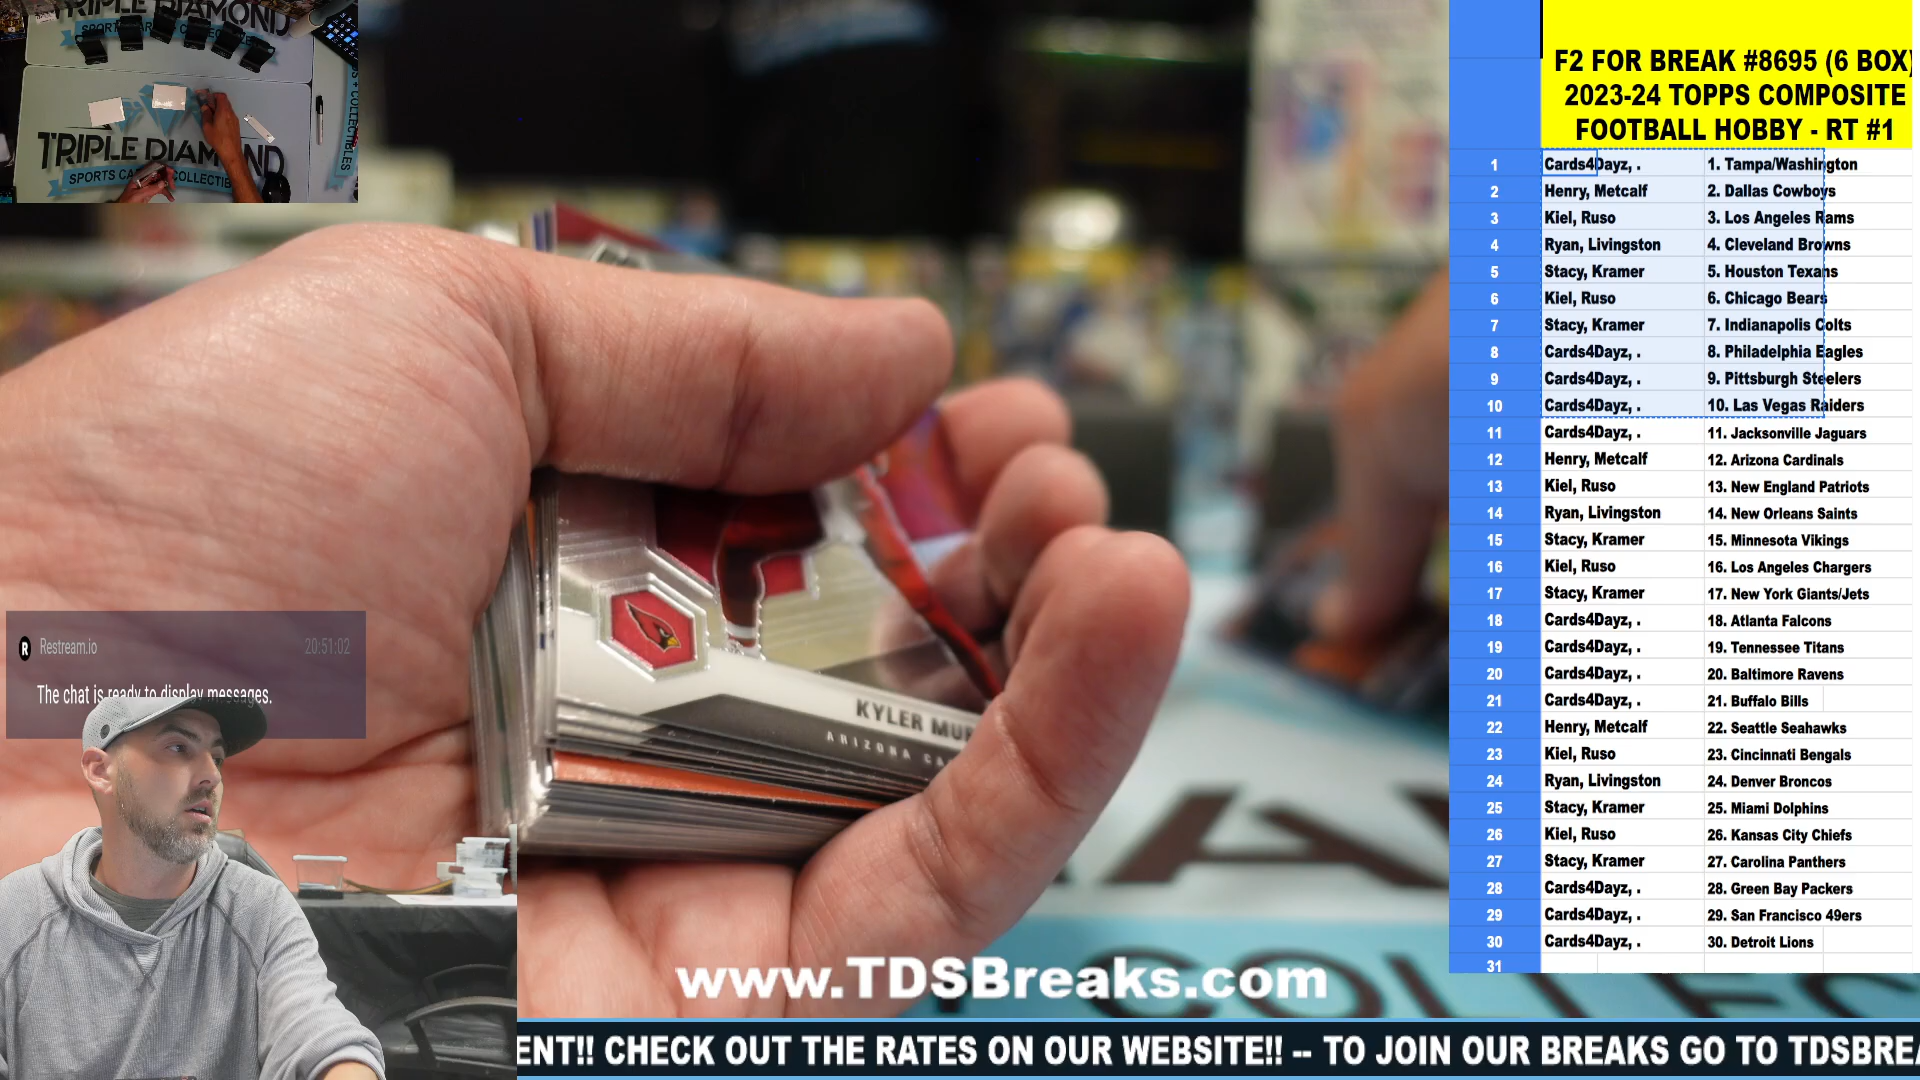 TRIPLE DIAMOND
SPORTS CARDS COLLECTIBLES
TRIPLE DIAMOND
SPORTS CARDS COLLECTIB
S + COLLECTIBLES
F2 FOR BREAK #8695 (6 BOX)
2023-24 TOPPS COMPOSITE
FOOTBALL HOBBY - RT #1
1 Cards4Dayz, . 1. Tampa/Washington
2 Henry, Metcalf 2. Dallas Cowboys
3 Kiel, Ruso 3. Los Angeles Rams
4 Ryan, Livingston 4. Cleveland Browns
5 Stacy, Kramer 5. Houston Texans
6 Kiel, Ruso 6. Chicago Bears
7 Stacy, Kramer 7. Indianapolis Colts
8 Cards4Dayz, . 8. Philadelphia Eagles
9 Cards4Dayz, . 9. Pittsburgh Steelers
10 Cards4Dayz, . 10. Las Vegas Raiders
11 Cards4Dayz, . 11. Jacksonville Jaguars
12 Henry, Metcalf 12. Arizona Cardinals
13 Kiel, Ruso 13. New England Patriots
14 Ryan, Livingston 14. New Orleans Saints
15 Stacy, Kramer 15. Minnesota Vikings
16 Kiel, Ruso 16. Los Angeles Chargers
17 Stacy, Kramer 17. New York Giants/Jets
18 Cards4Dayz, . 18. Atlanta Falcons
19 Cards4Dayz, . 19. Tennessee Titans
20 Cards4Dayz, . 20. Baltimore Ravens
21 Cards4Dayz, . 21. Buffalo Bills
22 Henry, Metcalf 22. Seattle Seahawks
23 Kiel, Ruso 23. Cincinnati Bengals
24 Ryan, Livingston 24. Denver Broncos
25 Stacy, Kramer 25. Miami Dolphins
26 Kiel, Ruso 26. Kansas City Chiefs
27 Stacy, Kramer 27. Carolina Panthers
28 Cards4Dayz, . 28. Green Bay Packers
29 Cards4Dayz, . 29. San Francisco 49ers
30 Cards4Dayz, . 30. Detroit Lions
31
Restream.io 20:51:02
The chat is ready to display messages.
KYLER MUR
ARIZONA CA
www.TDSBreaks.com
ENT!! CHECK OUT THE RATES ON OUR WEBSITE!! -- TO JOIN OUR BREAKS GO TO TDSBREA